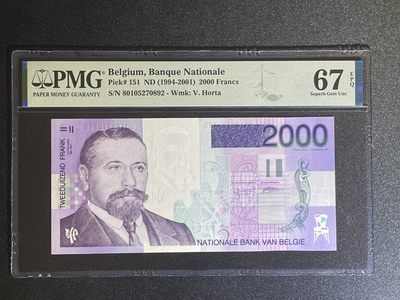 PMG
PAPER MONEY GUARANTY
Belgium, Banque Nationale
Pick# 151 ND (1994-2001) 2000 Francs
S/N 80105270892 - Wmk: V. Horta
67 EPQ
Superb Gem Unc
TWEEDUIZEND FRANK
2000
NATIONALE BANK VAN BELGIE